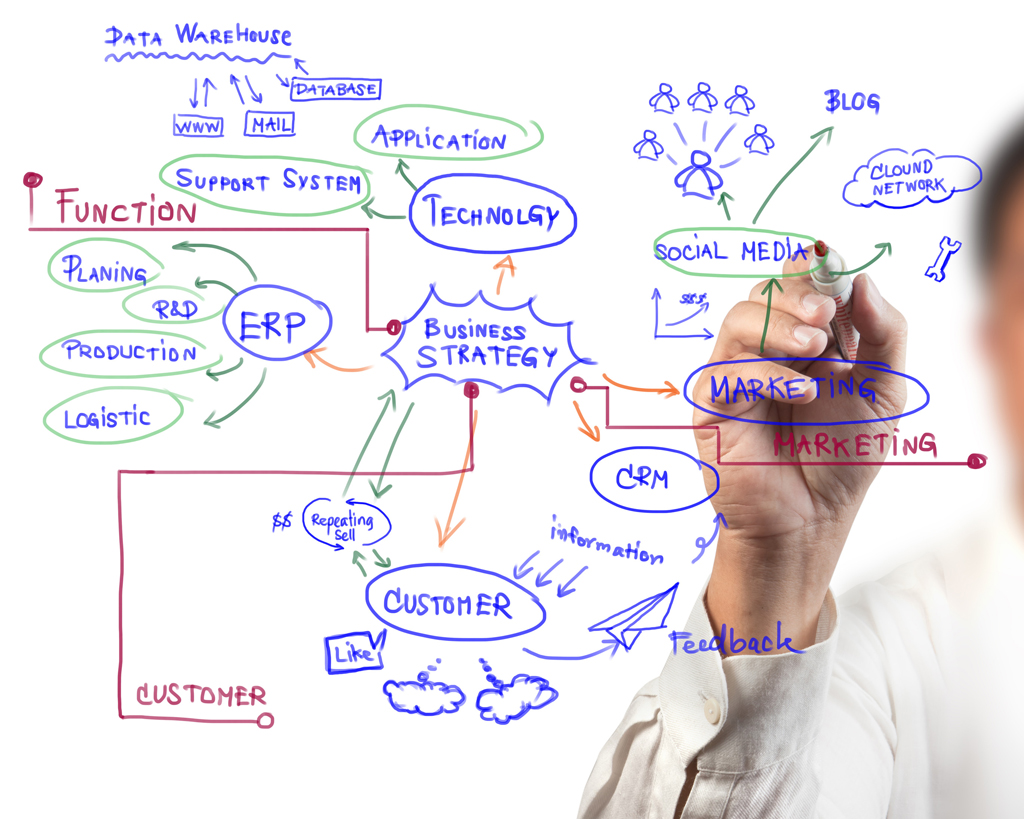 DATA WAREHOUSE
DATABASE
WWW
MAIL
APPLICATION
SUPPORT SYSTEM
TECHNOLGY
FUNCTION
PLANING
R&D
PRODUCTION
LOGISTIC
ERP
BUSINESS
STRATEGY
BLOG
CLOUND
NETWORK
SOCIAL MEDIA
$$$
MARKETING
MARKETING
CRM
$$
Repeating
Sell
information
CUSTOMER
Like
Feedback
CUSTOMER